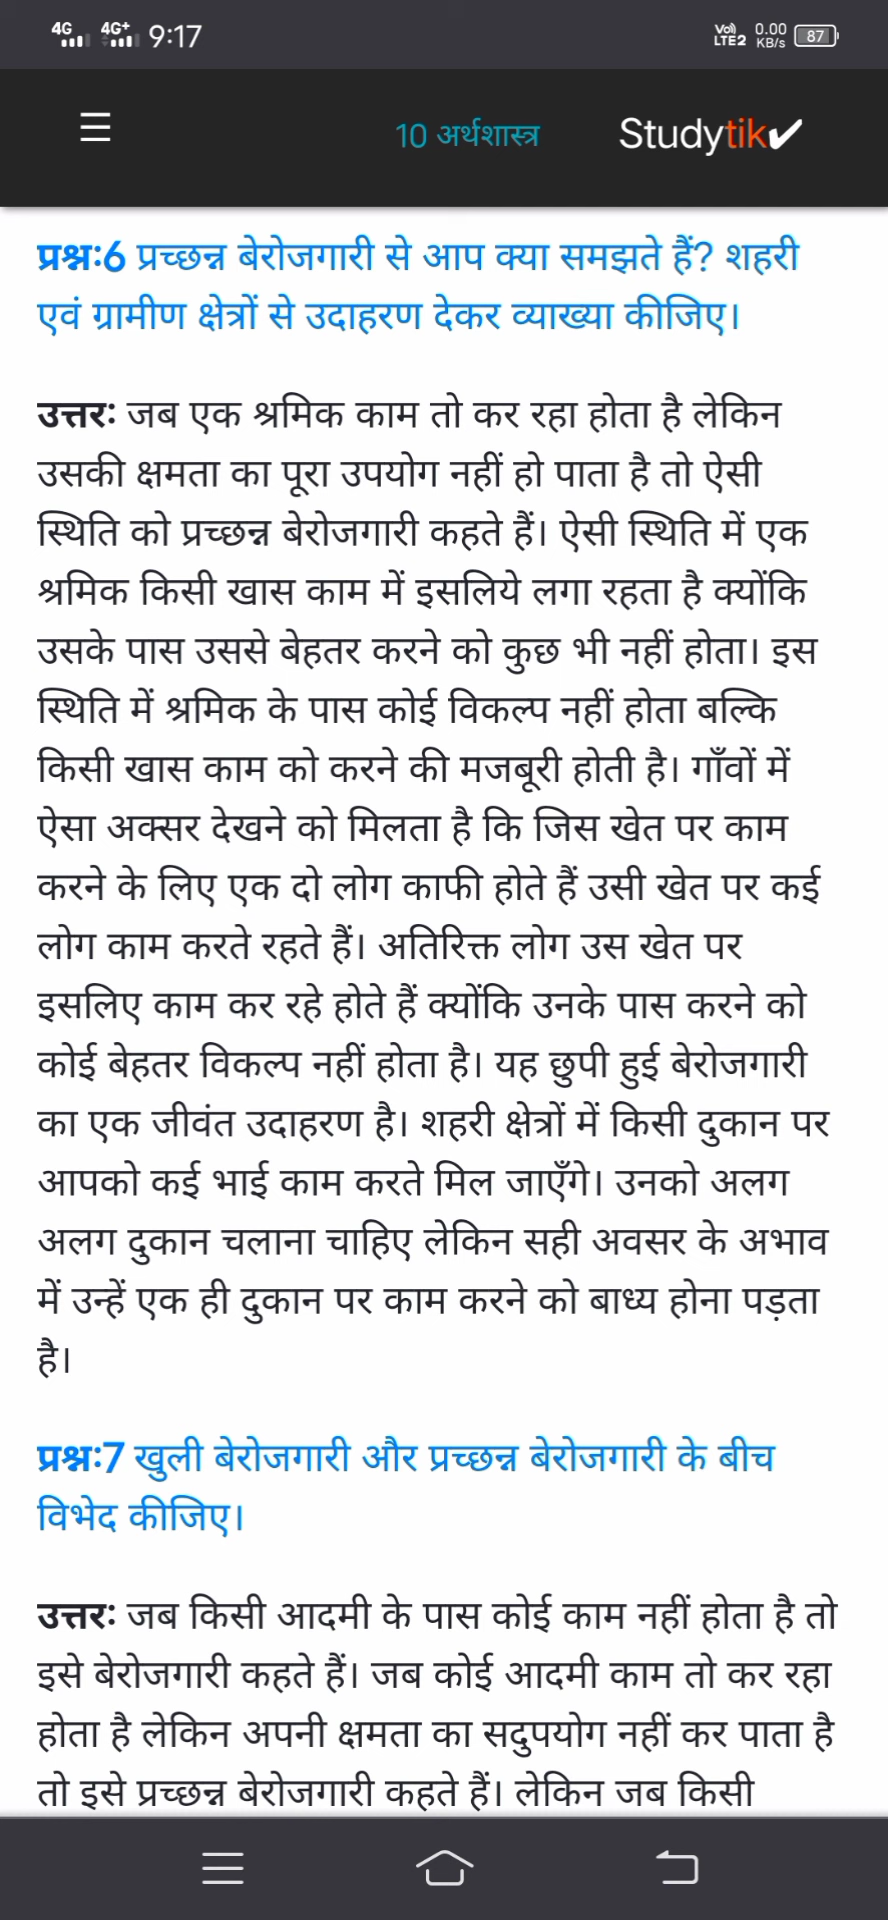 4G 4G+ 9:17 Vo) LTE2 0.00 KB/s 87
10 अर्थशास्त्र Studytik
प्रश्न:6 प्रच्छन्न बेरोजगारी से आप क्या समझते हैं? शहरी
एवं ग्रामीण क्षेत्रों से उदाहरण देकर व्याख्या कीजिए।
उत्तर: जब एक श्रमिक काम तो कर रहा होता है लेकिन
उसकी क्षमता का पूरा उपयोग नहीं हो पाता है तो ऐसी
स्थिति को प्रच्छन्न बेरोजगारी कहते हैं। ऐसी स्थिति में एक
श्रमिक किसी खास काम में इसलिये लगा रहता है क्योंकि
उसके पास उससे बेहतर करने को कुछ भी नहीं होता। इस
स्थिति में श्रमिक के पास कोई विकल्प नहीं होता बल्कि
किसी खास काम को करने की मजबूरी होती है। गाँवों में
ऐसा अक्सर देखने को मिलता है कि जिस खेत पर काम
करने के लिए एक दो लोग काफी होते हैं उसी खेत पर कई
लोग काम करते रहते हैं। अतिरिक्त लोग उस खेत पर
इसलिए काम कर रहे होते हैं क्योंकि उनके पास करने को
कोई बेहतर विकल्प नहीं होता है। यह छुपी हुई बेरोजगारी
का एक जीवंत उदाहरण है। शहरी क्षेत्रों में किसी दुकान पर
आपको कई भाई काम करते मिल जाएँगे। उनको अलग
अलग दुकान चलाना चाहिए लेकिन सही अवसर के अभाव
में उन्हें एक ही दुकान पर काम करने को बाध्य होना पड़ता
है।
प्रश्न:7 खुली बेरोजगारी और प्रच्छन्न बेरोजगारी के बीच
विभेद कीजिए।
उत्तर: जब किसी आदमी के पास कोई काम नहीं होता है तो
इसे बेरोजगारी कहते हैं। जब कोई आदमी काम तो कर रहा
होता है लेकिन अपनी क्षमता का सदुपयोग नहीं कर पाता है
तो इसे प्रच्छन्न बेरोजगारी कहते हैं। लेकिन जब किसी